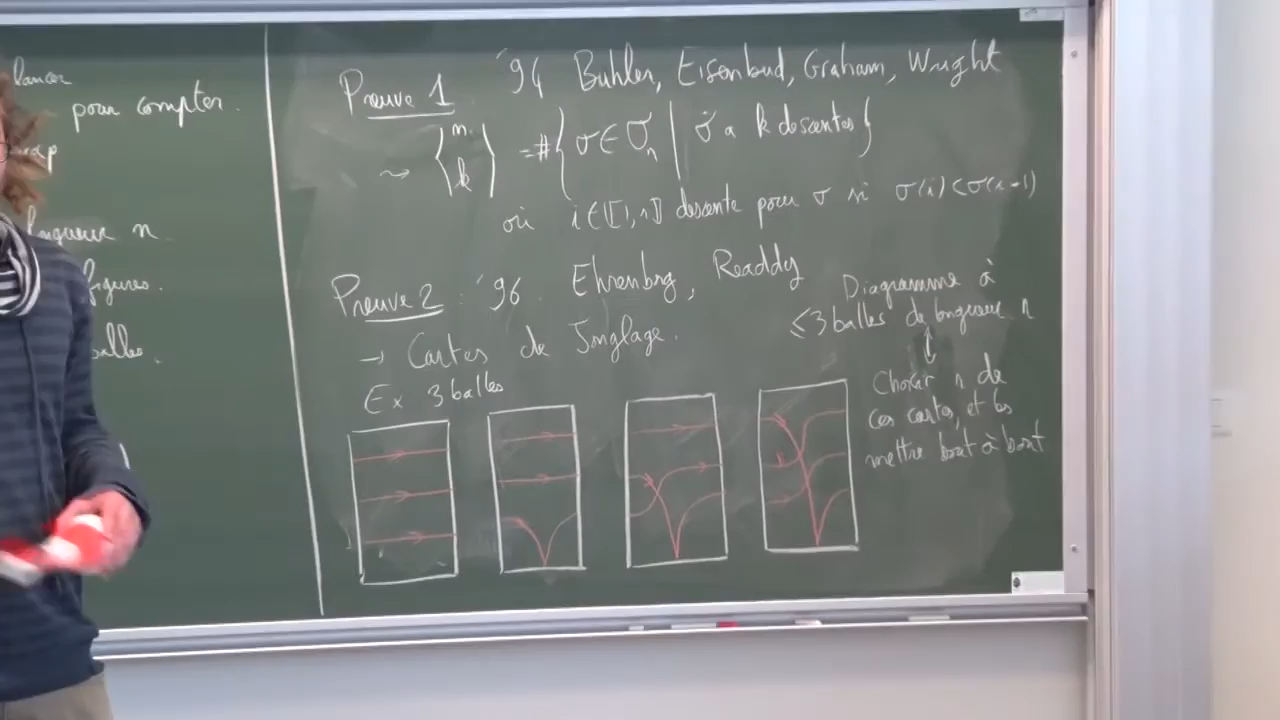 lancer
pour compter.
longueur n
figures.
balles.
Preuve 1 '94 Buhler, Eisenbud, Graham, Wright
⟨n k⟩ = #{σ ∈ 𝔖n | σ a k descentes}
où i ∈ ⟦1, n⟧ descente pour σ si σ(i) < σ(i-1)
Preuve 2 : '96. Ehrenborg, Readdy
→ Cartes de Jonglage.
Ex 3 balles
Diagramme à
≤ 3 balles de longueur n
↕
Choisir n de
ces cartes, et les
mettre bout à bout